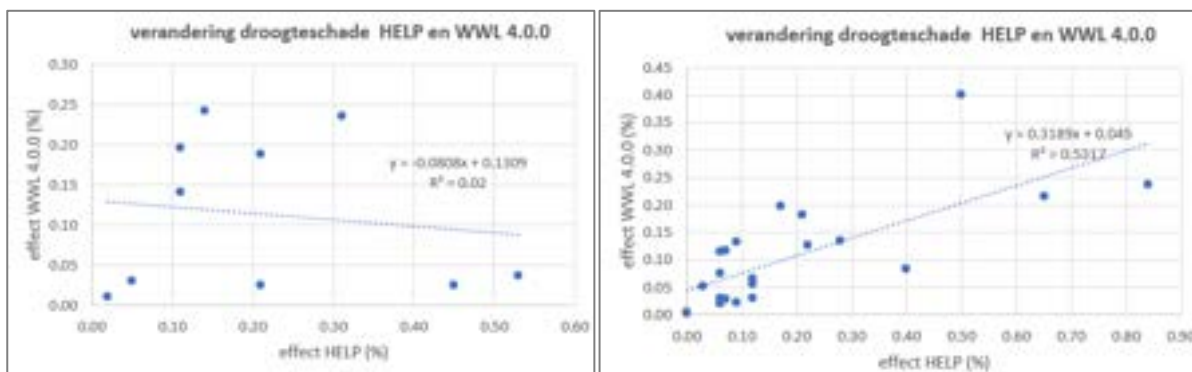 verandering droogteschade HELP en WWL 4.0.0
effect WWL 4.0.0 (%)
0.30
0.25
0.20
0.15
0.10
0.05
0.00
y = -0.0808x + 0.1309
R² = 0.02
0.00 0.10 0.20 0.30 0.40 0.50 0.60
effect HELP (%)
verandering droogteschade HELP en WWL 4.0.0
effect WWL 4.0.0 (%)
0.45
0.40
0.35
0.30
0.25
0.20
0.15
0.10
0.05
0.00
y = 0.3189x + 0.045
R² = 0.5317
0.00 0.10 0.20 0.30 0.40 0.50 0.60 0.70 0.80 0.90
effect HELP (%)